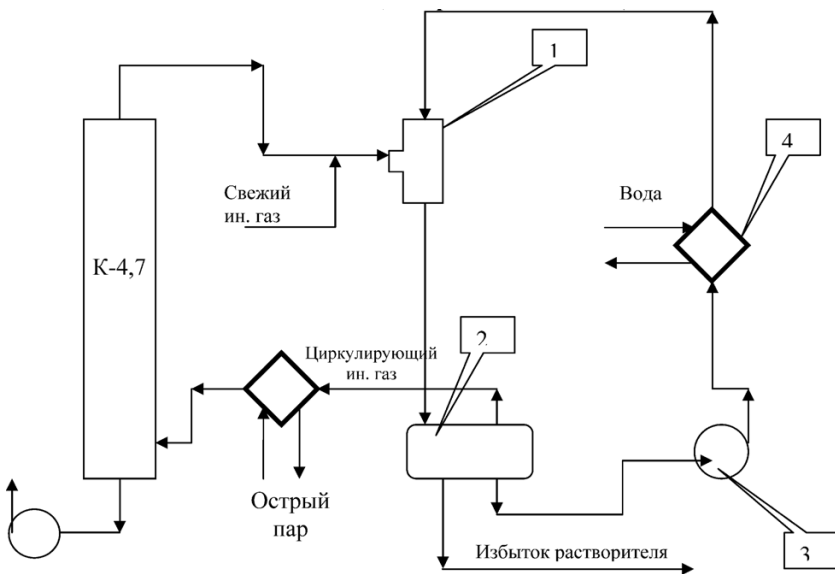 1
4
Свежий
ин. газ
Вода
К-4,7
2
Циркулирующий
ин. газ
Острый
пар
Избыток растворителя
3